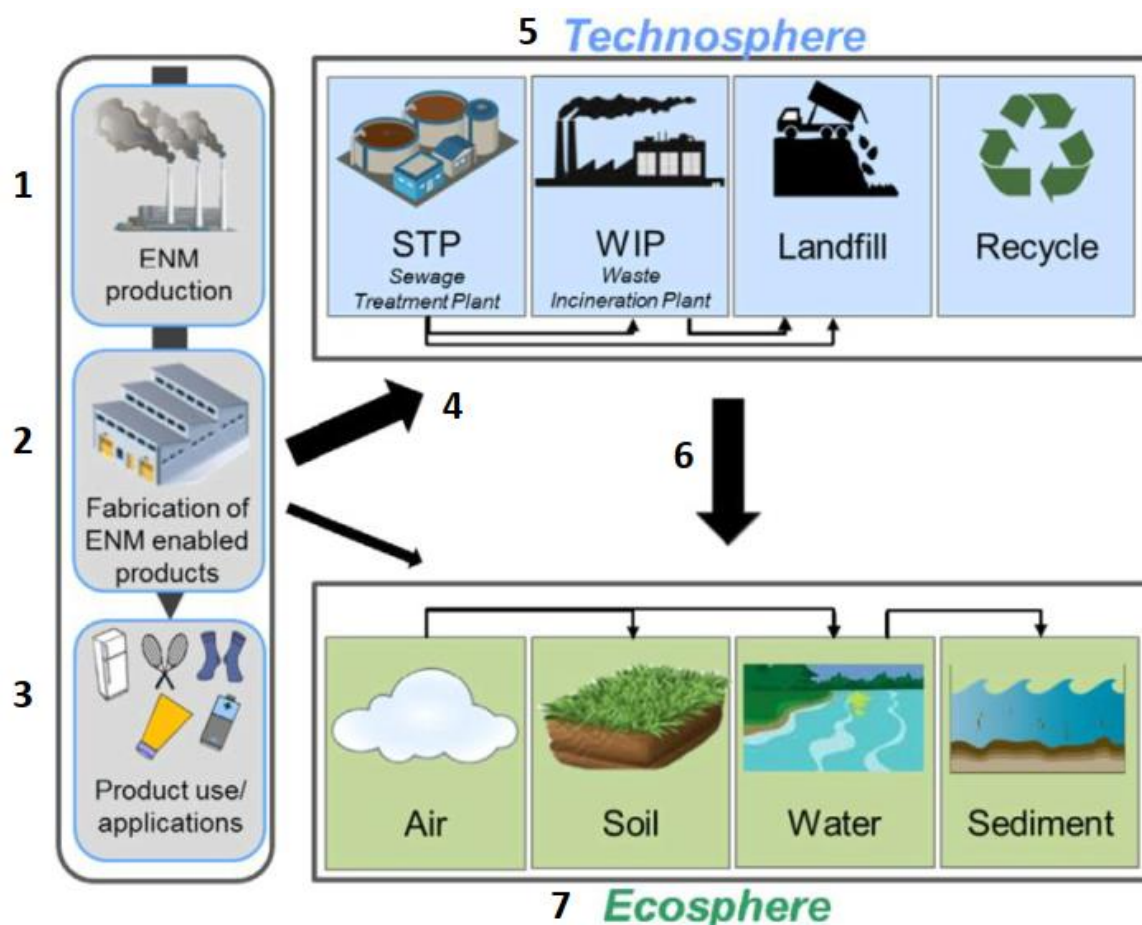 5 Technosphere
1
ENM
production
STP
Sewage
Treatment Plant
WIP
Waste
Incineration Plant
Landfill
Recycle
2
Fabrication of
ENM enabled
products
4
6
3
Product use/
applications
Air
Soil
Water
Sediment
7 Ecosphere